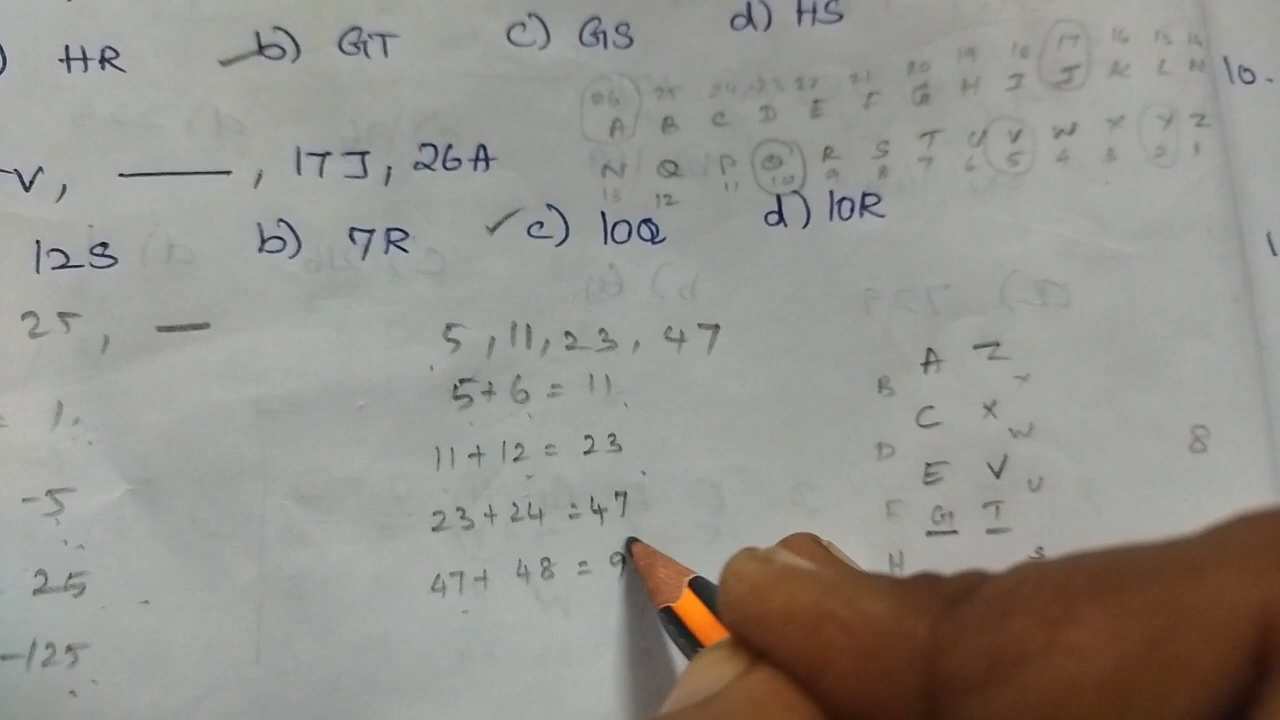 ) HR b) GT c) GS d) HS
26 25 24 23 22 21 20 19 18 17 16 15 14
A B C D E F G H I J K L M
10.
N O P Q R S T U V W X Y Z
13 12 11 10 9 8 7 6 5 4 3 2 1
V, ____, 17J, 26A
12S b) 7R ✓c) 10Q d) 10R
25, —
5, 11, 23, 47
5+6 = 11
11+12 = 23
23+24 = 47
47+48 = 9
1.
-5
25
-125
A Z
B
C X
W
D
E V
U
F
G T
H S
8